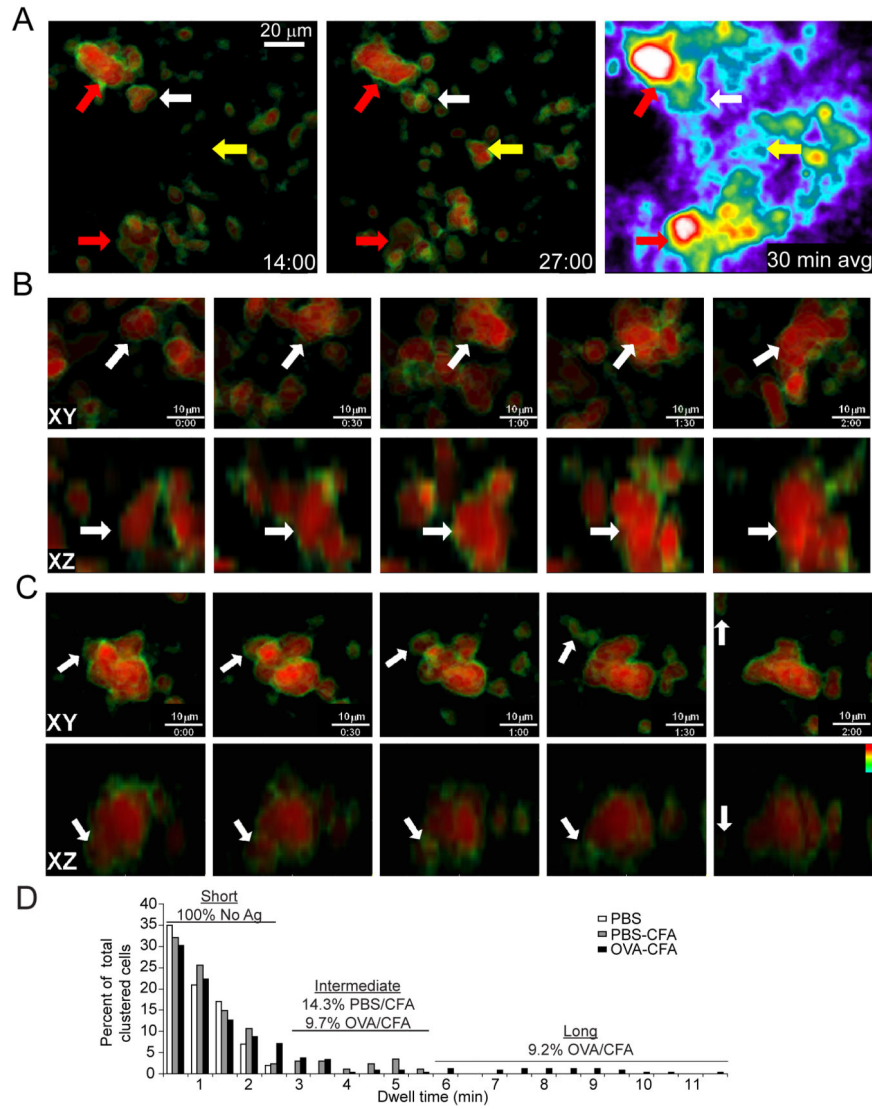 A
20 μm
14:00
27:00
30 min avg
B
XY
10 μm
0:00
10 μm
0:30
10 μm
1:00
10 μm
1:30
10 μm
2:00
XZ
C
XY
10 μm
0:00
10 μm
0:30
10 μm
1:00
10 μm
1:30
10 μm
2:00
XZ
D
Percent of total
clustered cells
40
35
30
25
20
15
10
5
0
Short
100% No Ag
Intermediate
14.3% PBS/CFA
9.7% OVA/CFA
Long
9.2% OVA/CFA
PBS
PBS-CFA
OVA-CFA
1 2 3 4 5 6 7 8 9 10 11
Dwell time (min)